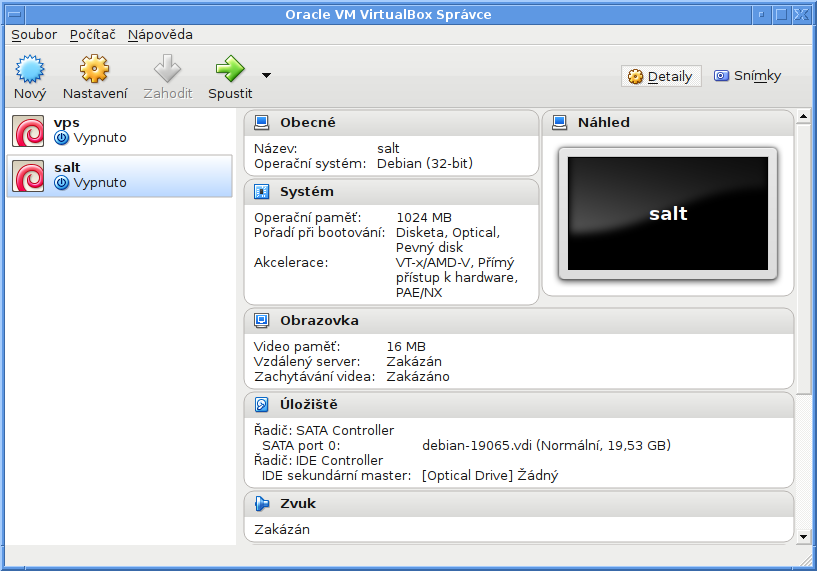 Oracle VM VirtualBox Správce
Soubor Počítač Nápověda
Nový Nastavení Zahodit Spustit
Detaily Snímky
vps
Vypnuto
salt
Vypnuto
Obecné
Název: salt
Operační systém: Debian (32-bit)
Náhled
salt
Systém
Operační paměť: 1024 MB
Pořadí při bootování: Disketa, Optical,
Pevný disk
Akcelerace: VT-x/AMD-V, Přímý
přístup k hardware,
PAE/NX
Obrazovka
Video paměť: 16 MB
Vzdálený server: Zakázán
Zachytávání videa: Zakázáno
Úložiště
Řadič: SATA Controller
SATA port 0: debian-19065.vdi (Normální, 19,53 GB)
Řadič: IDE Controller
IDE sekundární master: [Optical Drive] Žádný
Zvuk
Zakázán